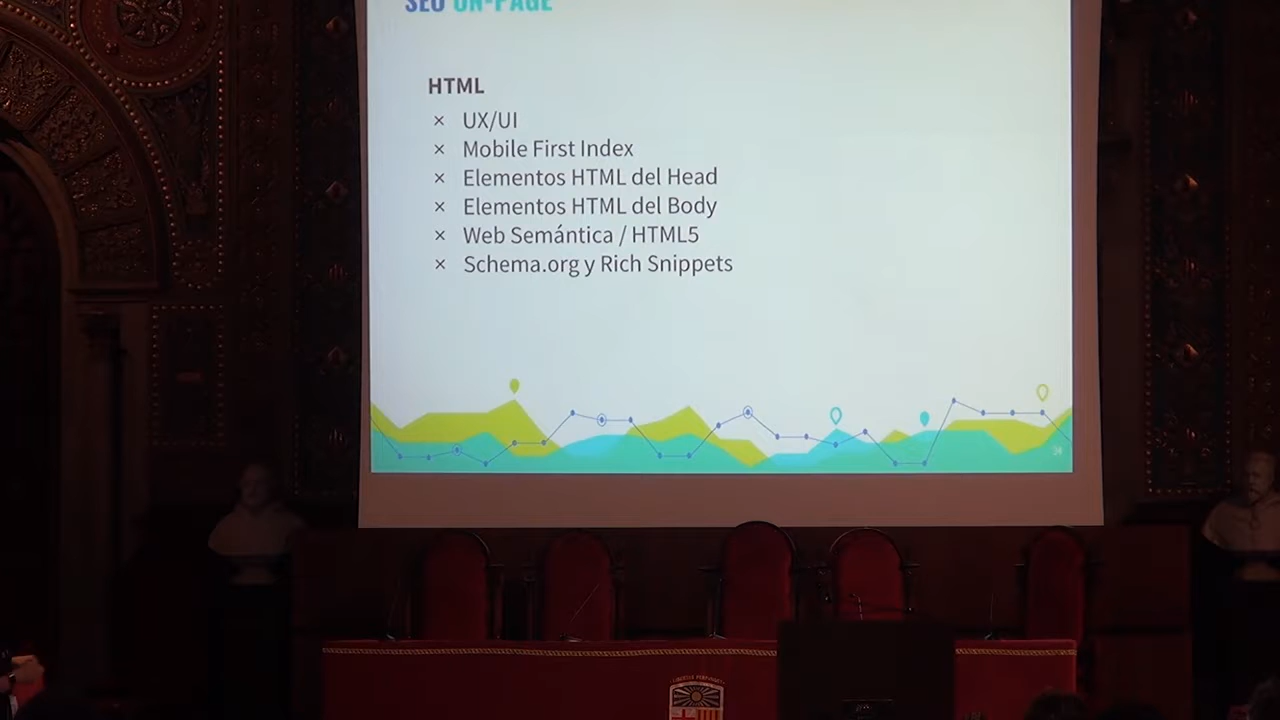 SEO ON-PAGE
HTML
× UX/UI
× Mobile First Index
× Elementos HTML del Head
× Elementos HTML del Body
× Web Semántica / HTML5
× Schema.org y Rich Snippets
34